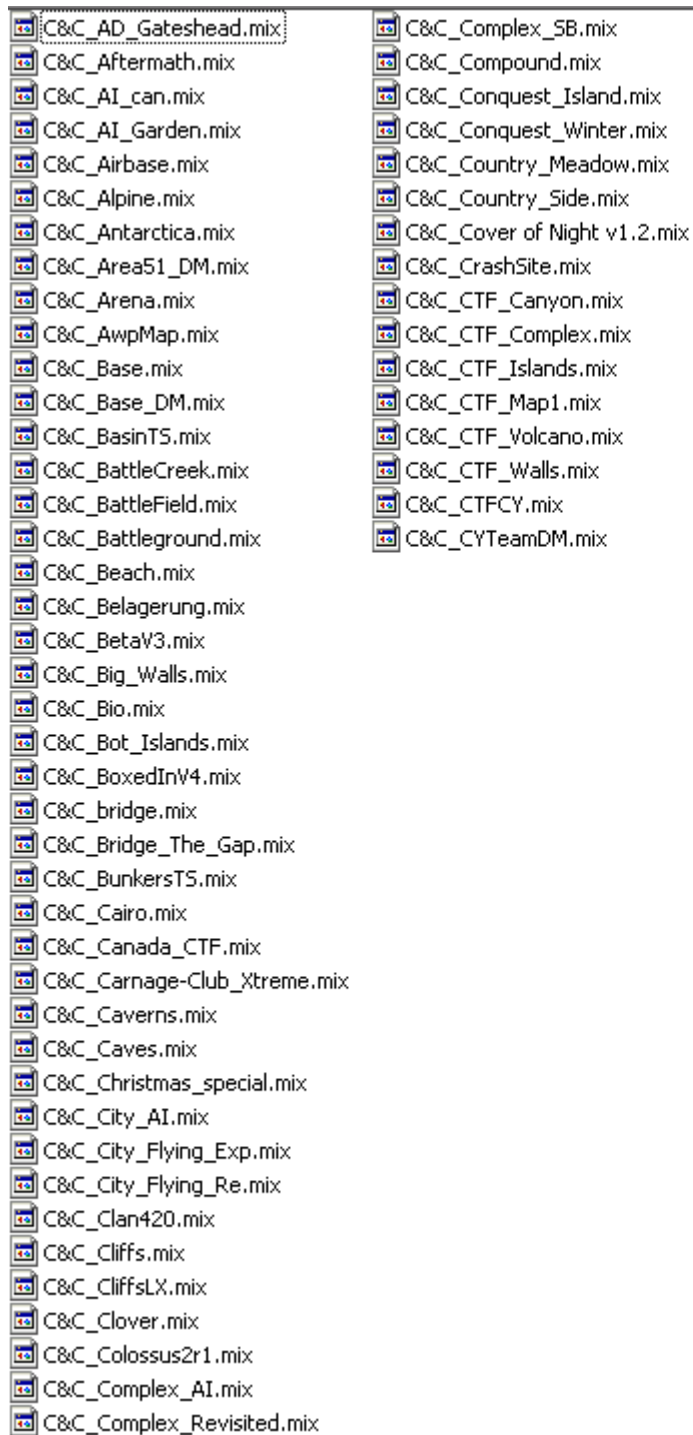 C&C_AD_Gateshead.mix
C&C_Aftermath.mix
C&C_AI_can.mix
C&C_AI_Garden.mix
C&C_Airbase.mix
C&C_Alpine.mix
C&C_Antarctica.mix
C&C_Area51_DM.mix
C&C_Arena.mix
C&C_AwpMap.mix
C&C_Base.mix
C&C_Base_DM.mix
C&C_BasinTS.mix
C&C_BattleCreek.mix
C&C_BattleField.mix
C&C_Battleground.mix
C&C_Beach.mix
C&C_Belagerung.mix
C&C_BetaV3.mix
C&C_Big_Walls.mix
C&C_Bio.mix
C&C_Bot_Islands.mix
C&C_BoxedInV4.mix
C&C_bridge.mix
C&C_Bridge_The_Gap.mix
C&C_BunkersTS.mix
C&C_Cairo.mix
C&C_Canada_CTF.mix
C&C_Carnage-Club_Xtreme.mix
C&C_Caverns.mix
C&C_Caves.mix
C&C_Christmas_special.mix
C&C_City_AI.mix
C&C_City_Flying_Exp.mix
C&C_City_Flying_Re.mix
C&C_Clan420.mix
C&C_Cliffs.mix
C&C_CliffsLX.mix
C&C_Clover.mix
C&C_Colossus2r1.mix
C&C_Complex_AI.mix
C&C_Complex_Revisited.mix
C&C_Complex_SB.mix
C&C_Compound.mix
C&C_Conquest_Island.mix
C&C_Conquest_Winter.mix
C&C_Country_Meadow.mix
C&C_Country_Side.mix
C&C_Cover of Night v1.2.mix
C&C_CrashSite.mix
C&C_CTF_Canyon.mix
C&C_CTF_Complex.mix
C&C_CTF_Islands.mix
C&C_CTF_Map1.mix
C&C_CTF_Volcano.mix
C&C_CTF_Walls.mix
C&C_CTFCY.mix
C&C_CYTeamDM.mix